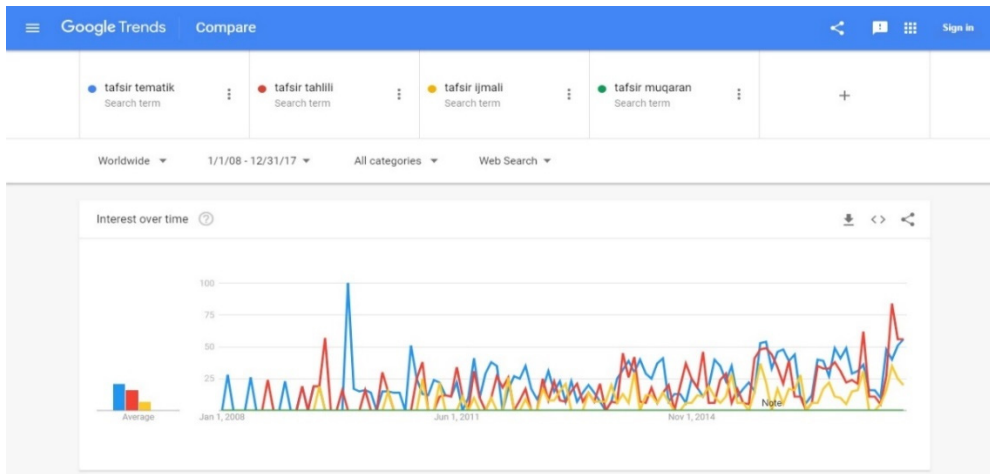 Google Trends Compare Sign in
tafsir tematik tafsir tahlili tafsir ijmali tafsir muqaran
Search term Search term Search term Search term
Worldwide 1/1/08 - 12/31/17 All categories Web Search
Interest over time
100
75
50
25
Note
Average Jan 1, 2008 Jun 1, 2011 Nov 1, 2014